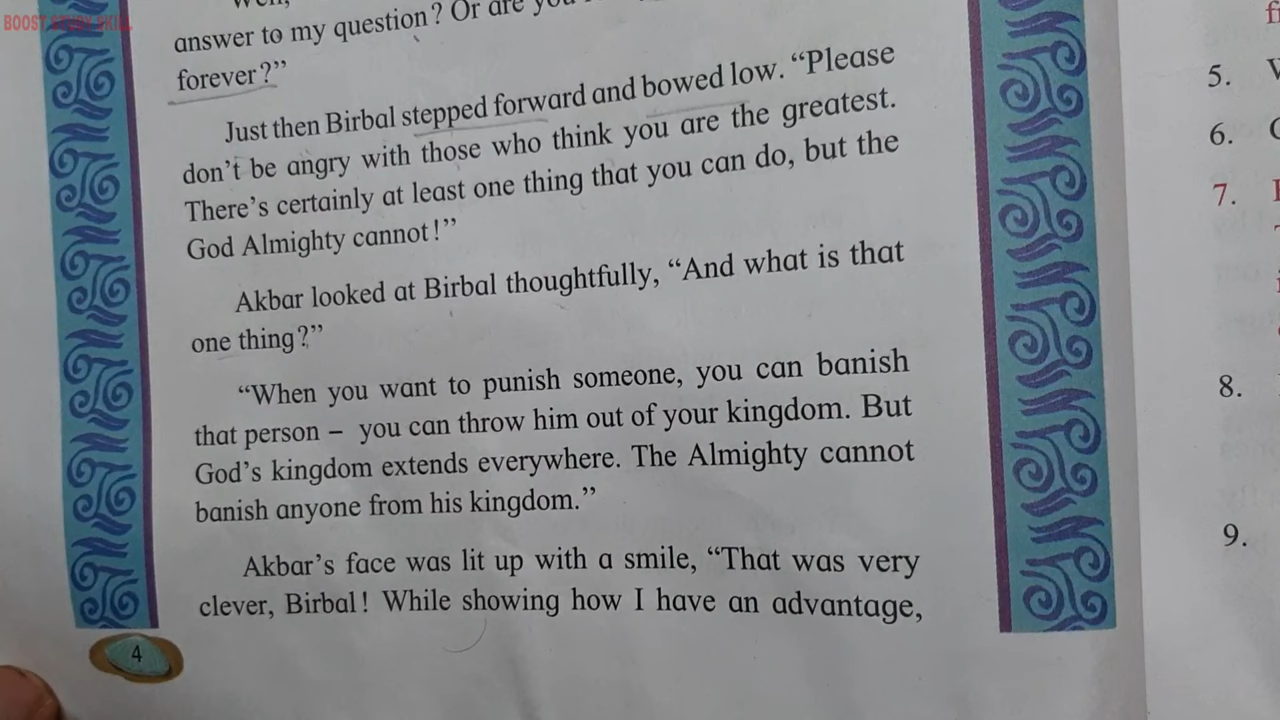 BOOST STUDY SKILL
answer to my question? Or are you
forever?”
Just then Birbal stepped forward and bowed low. “Please
don’t be angry with those who think you are the greatest.
There’s certainly at least one thing that you can do, but the
God Almighty cannot!”
Akbar looked at Birbal thoughtfully, “And what is that
one thing?”
“When you want to punish someone, you can banish
that person – you can throw him out of your kingdom. But
God’s kingdom extends everywhere. The Almighty cannot
banish anyone from his kingdom.”
Akbar’s face was lit up with a smile, “That was very
clever, Birbal! While showing how I have an advantage,
4
5.
6.
7.
8.
9.